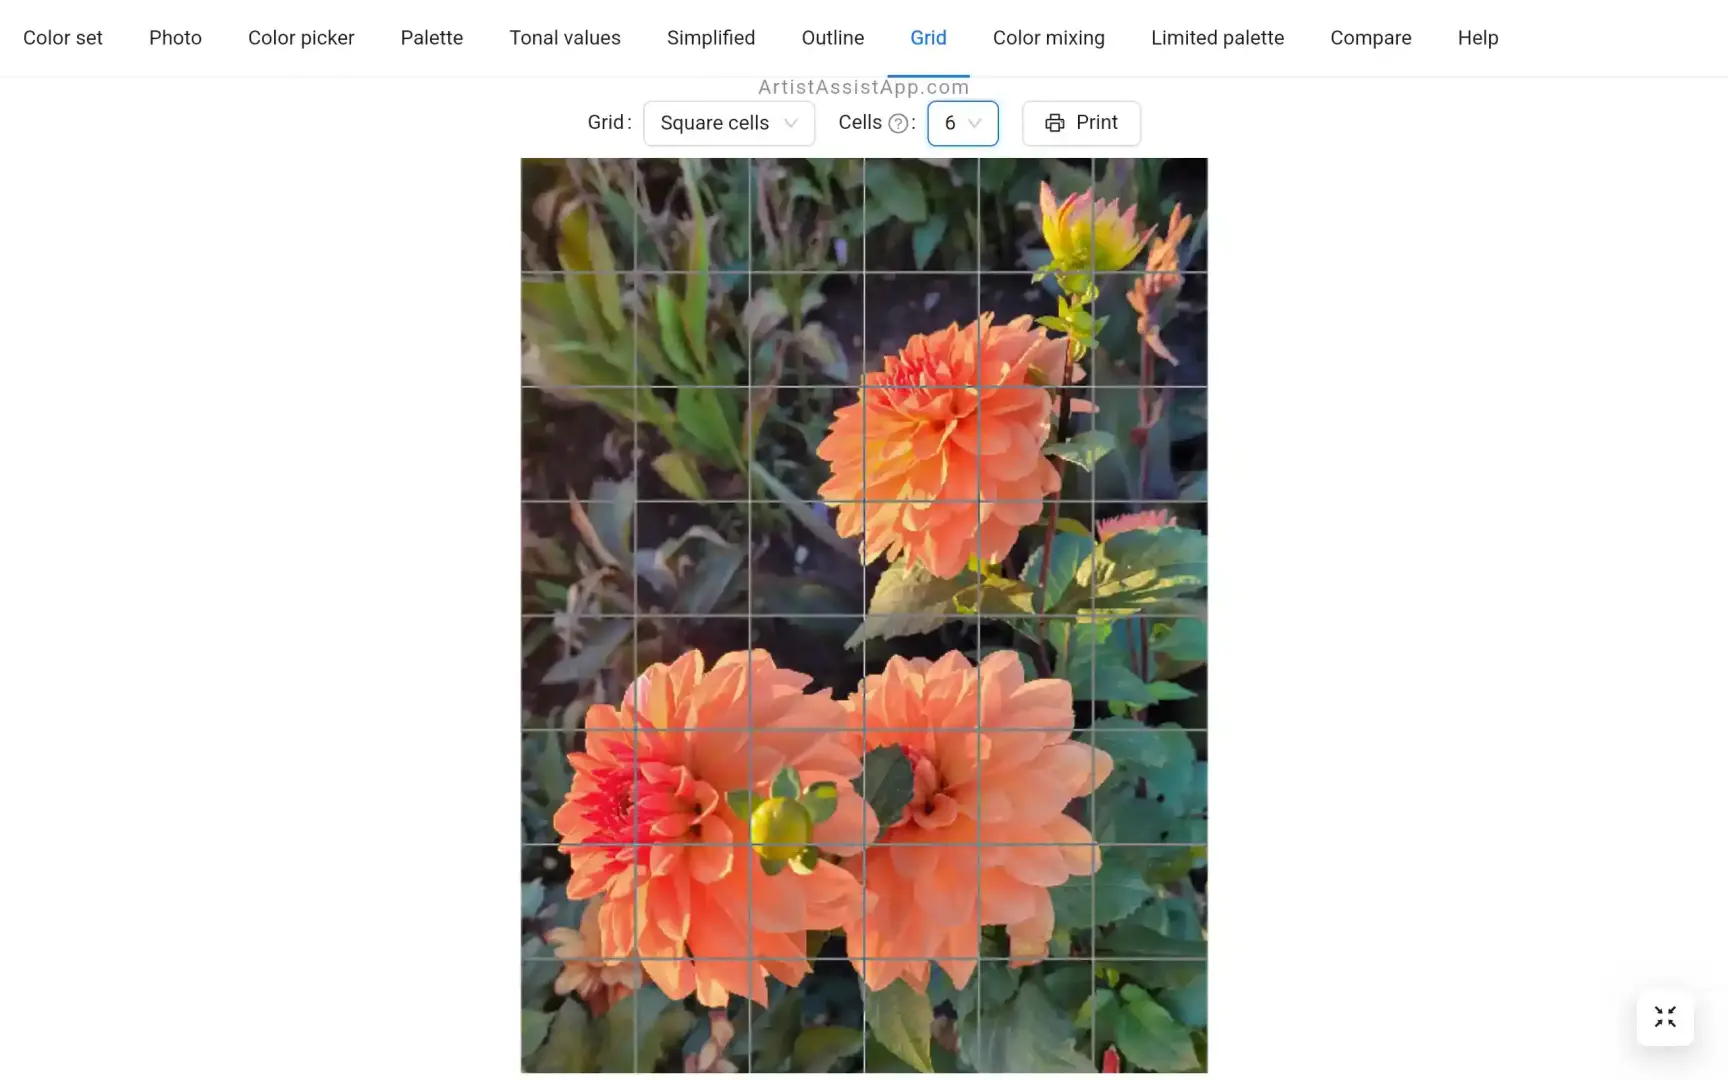 Color set Photo Color picker Palette Tonal values Simplified Outline Grid Color mixing Limited palette Compare Help
ArtistAssistApp.com
Grid: Square cells Cells ?: 6 Print